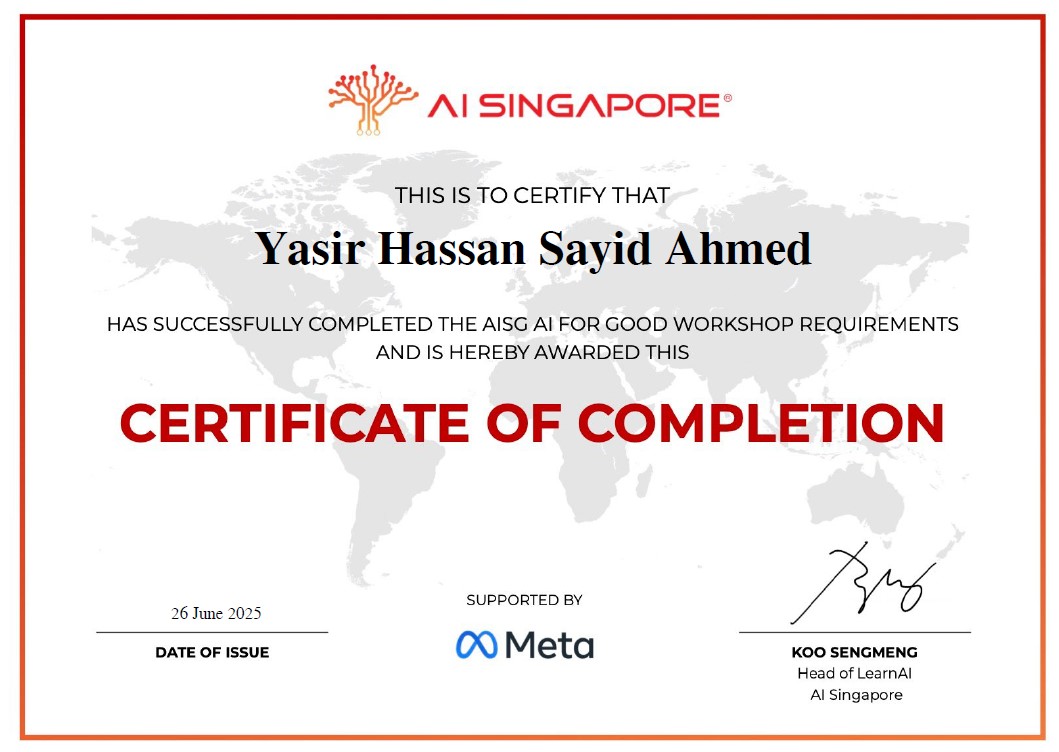 AI SINGAPORE®
THIS IS TO CERTIFY THAT
Yasir Hassan Sayid Ahmed
HAS SUCCESSFULLY COMPLETED THE AISG AI FOR GOOD WORKSHOP REQUIREMENTS
AND IS HEREBY AWARDED THIS
CERTIFICATE OF COMPLETION
26 June 2025
DATE OF ISSUE
SUPPORTED BY
Meta
KOO SENGMENG
Head of LearnAI
AI Singapore